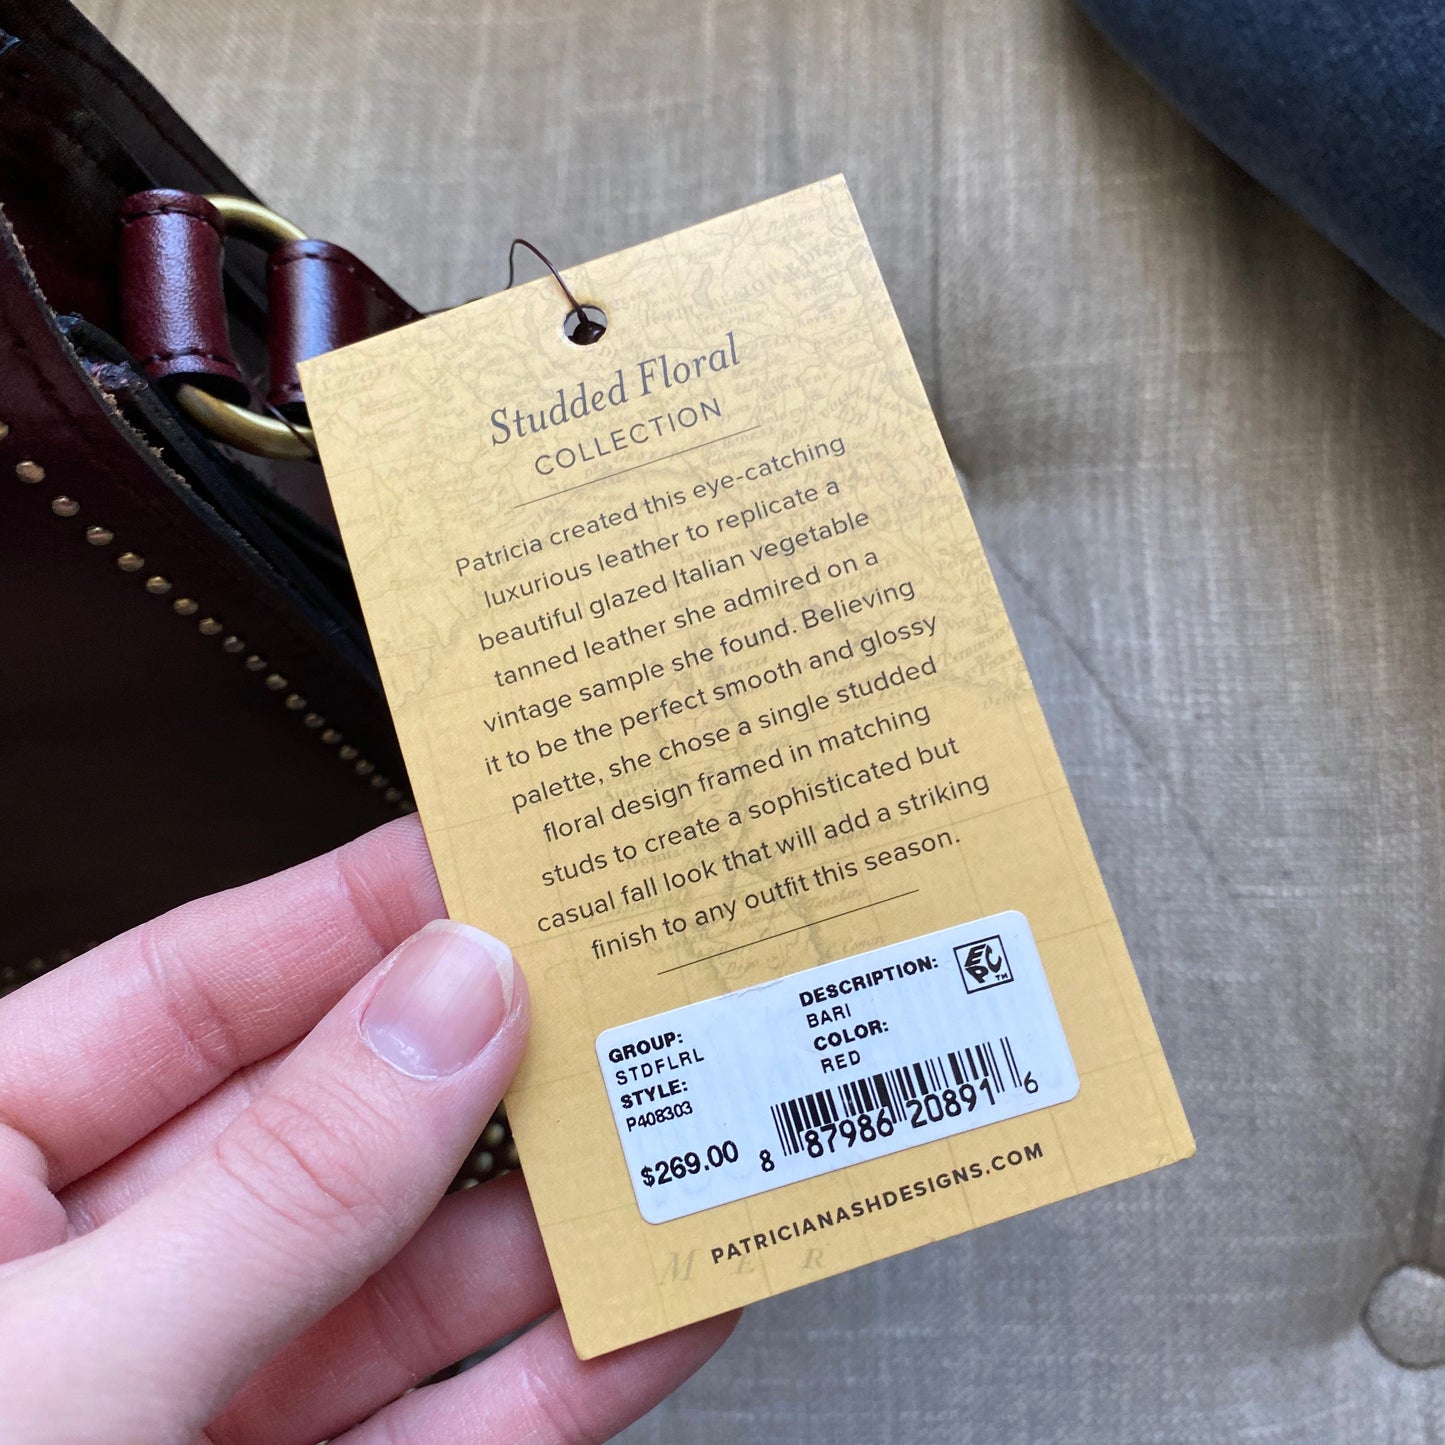 Studded Floral
COLLECTION
Patricia created this eye-catching
luxurious leather to replicate a
beautiful glazed Italian vegetable
tanned leather she admired on a
vintage sample she found. Believing
it to be the perfect smooth and glossy
palette, she chose a single studded
floral design framed in matching
studs to create a sophisticated but
casual fall look that will add a striking
finish to any outfit this season.
GROUP:
STDFLRL
STYLE:
P408303
$269.00
DESCRIPTION:
BARI
COLOR:
RED
EPC™
8 87986 20891 6
PATRICIANASHDESIGNS.COM